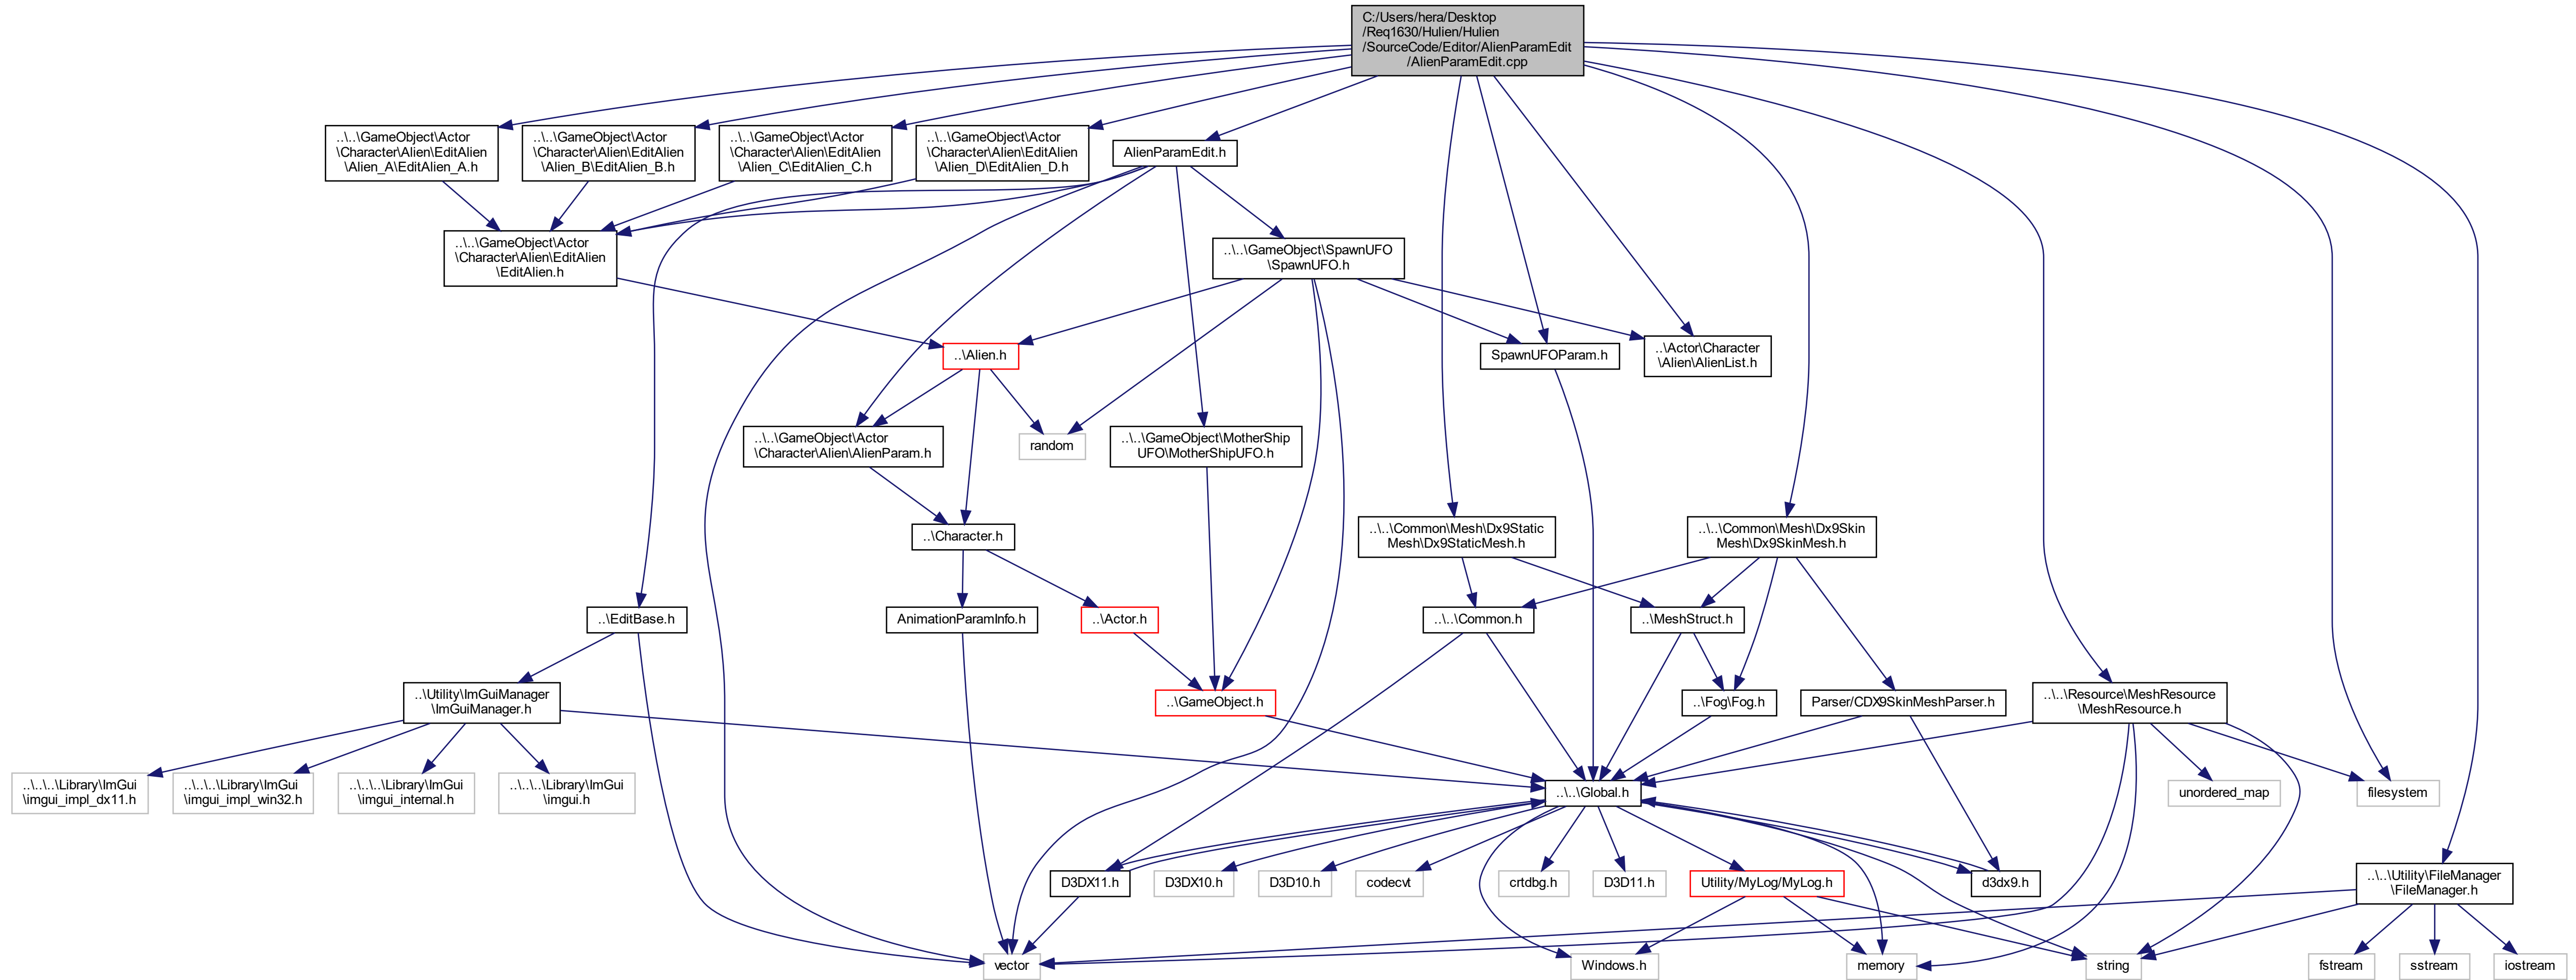 C:/Users/hera/Desktop
/Req1630/Hulien/Hulien
/SourceCode/Editor/AlienParamEdit
/AlienParamEdit.cpp
..\..\GameObject\Actor
\Character\Alien\EditAlien
\Alien_A\EditAlien_A.h
..\..\GameObject\Actor
\Character\Alien\EditAlien
\Alien_B\EditAlien_B.h
..\..\GameObject\Actor
\Character\Alien\EditAlien
\Alien_C\EditAlien_C.h
..\..\GameObject\Actor
\Character\Alien\EditAlien
\Alien_D\EditAlien_D.h
AlienParamEdit.h
..\..\GameObject\Actor
\Character\Alien\EditAlien
\EditAlien.h
..\..\GameObject\SpawnUFO
\SpawnUFO.h
..\Alien.h
SpawnUFOParam.h
..\Actor\Character
\Alien\AlienList.h
..\..\GameObject\Actor
\Character\Alien\AlienParam.h
random
..\..\GameObject\MotherShip
UFO\MotherShipUFO.h
..\Character.h
..\..\Common\Mesh\Dx9Static
Mesh\Dx9StaticMesh.h
..\..\Common\Mesh\Dx9Skin
Mesh\Dx9SkinMesh.h
..\EditBase.h
AnimationParamInfo.h
..\Actor.h
..\..\Common.h
..\MeshStruct.h
..\Utility\ImGuiManager
\ImGuiManager.h
..\GameObject.h
..\Fog\Fog.h
Parser/CDX9SkinMeshParser.h
..\..\Resource\MeshResource
\MeshResource.h
..\..\..\Library\ImGui
\imgui_impl_dx11.h
..\..\..\Library\ImGui
\imgui_impl_win32.h
..\..\..\Library\ImGui
\imgui_internal.h
..\..\..\Library\ImGui
\imgui.h
..\..\Global.h
unordered_map
filesystem
D3DX11.h
D3DX10.h
D3D10.h
codecvt
crtdbg.h
D3D11.h
Utility/MyLog/MyLog.h
d3dx9.h
..\..\Utility\FileManager
\FileManager.h
vector
Windows.h
memory
string
fstream
sstream
iostream